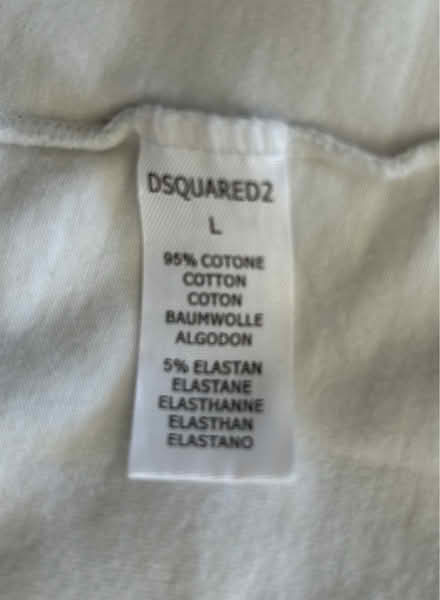 DSQUARED2
L
95% COTONE
COTTON
COTON
BAUMWOLLE
ALGODON
5% ELASTAN
ELASTANE
ELASTHANNE
ELASTHAN
ELASTANO